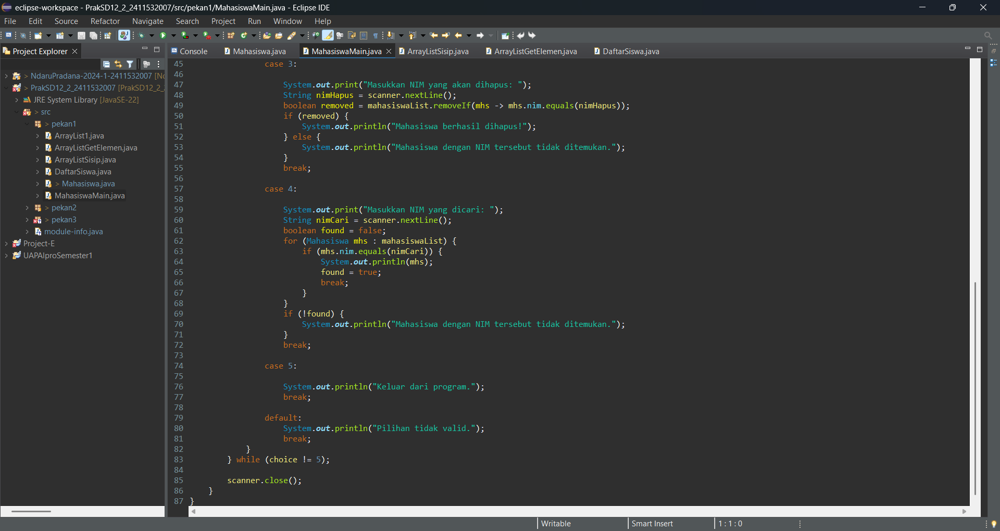 eclipse-workspace - PrakSD12_2_2411532007/src/pekan1/MahasiswaMain.java - Eclipse IDE
File Edit Source Refactor Navigate Search Project Run Window Help
Project Explorer
> NdaruPradana-2024-1-2411532007 [Nc
> PrakSD12_2_2411532007 [PrakSD12_2_
JRE System Library [JavaSE-22]
> src
> pekan1
ArrayList1.java
ArrayListGetElemen.java
ArrayListSisip.java
DaftarSiswa.java
> Mahasiswa.java
MahasiswaMain.java
> pekan2
> pekan3
module-info.java
Project-E
UAPAlproSemester1
Console Mahasiswa.java MahasiswaMain.java ArrayListSisip.java ArrayListGetElemen.java DaftarSiswa.java
45 case 3:
46
47 System.out.print("Masukkan NIM yang akan dihapus: ");
48 String nimHapus = scanner.nextLine();
49 boolean removed = mahasiswaList.removeIf(mhs -> mhs.nim.equals(nimHapus));
50 if (removed) {
51 System.out.println("Mahasiswa berhasil dihapus!");
52 } else {
53 System.out.println("Mahasiswa dengan NIM tersebut tidak ditemukan.");
54 }
55 break;
56
57 case 4:
58
59 System.out.print("Masukkan NIM yang dicari: ");
60 String nimCari = scanner.nextLine();
61 boolean found = false;
62 for (Mahasiswa mhs : mahasiswaList) {
63 if (mhs.nim.equals(nimCari)) {
64 System.out.println(mhs);
65 found = true;
66 break;
67 }
68 }
69 if (!found) {
70 System.out.println("Mahasiswa dengan NIM tersebut tidak ditemukan.");
71 }
72 break;
73
74 case 5:
75
76 System.out.println("Keluar dari program.");
77 break;
78
79 default:
80 System.out.println("Pilihan tidak valid.");
81 break;
82 }
83 } while (choice != 5);
84
85 scanner.close();
86 }
87 }
Writable Smart Insert 1 : 1 : 0